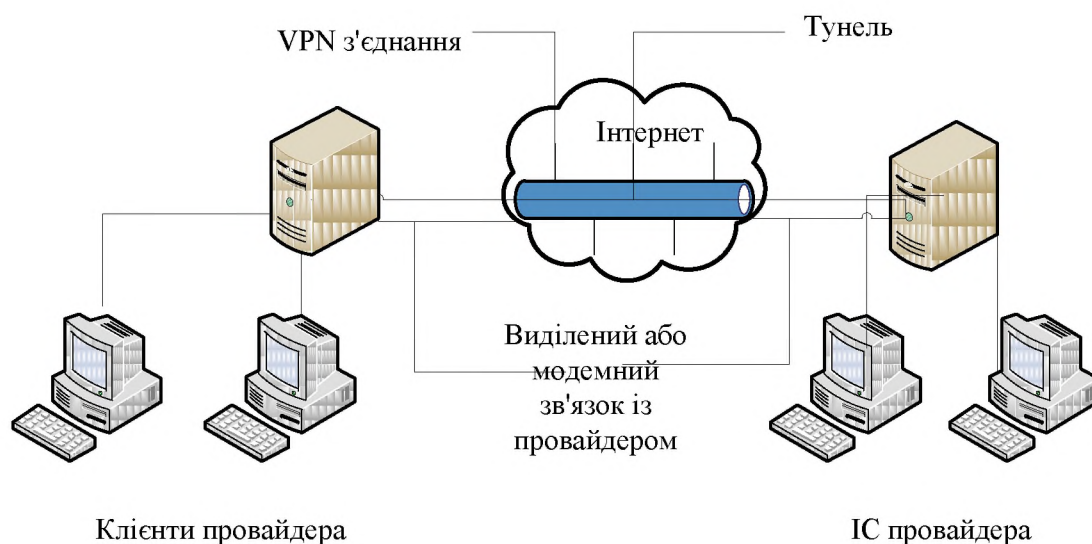 VPN з'єднання
Тунель
Інтернет
Виділений або
модемний
зв'язок із
провайдером
Клієнти провайдера
ІС провайдера